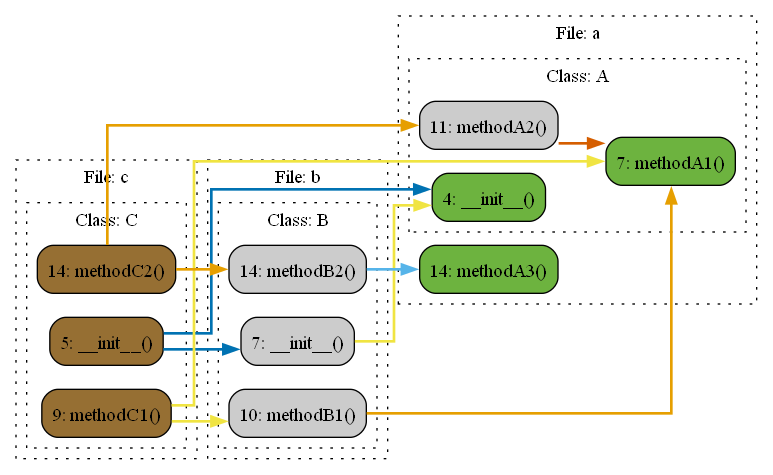 File: a
Class: A
11: methodA2()
7: methodA1()
4: __init__()
14: methodA3()
File: c
Class: C
14: methodC2()
5: __init__()
9: methodC1()
File: b
Class: B
14: methodB2()
7: __init__()
10: methodB1()